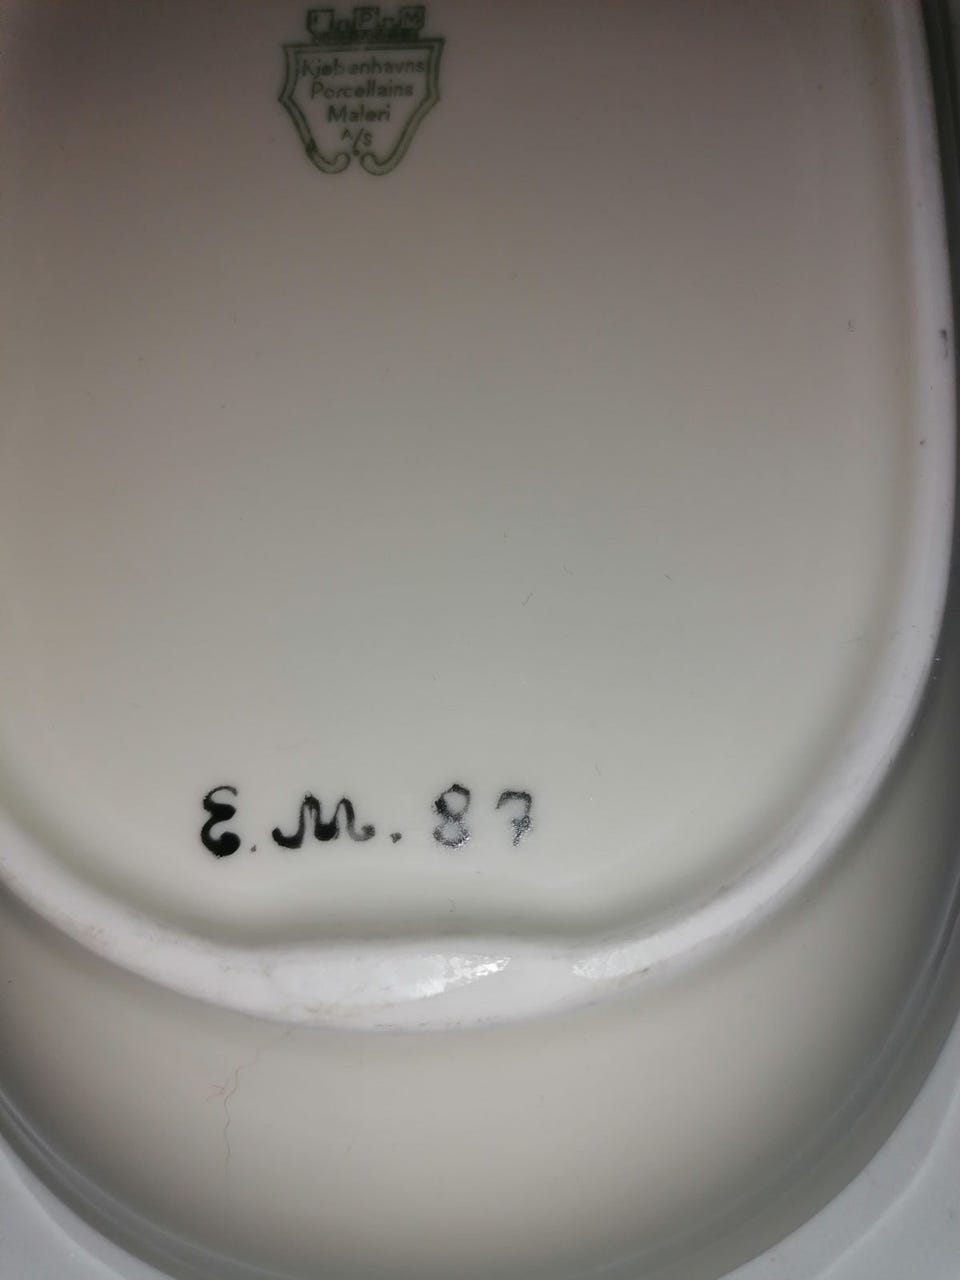 K P M
Kjøbenhavns
Porcellains
Maleri
A/S
E. M. 87